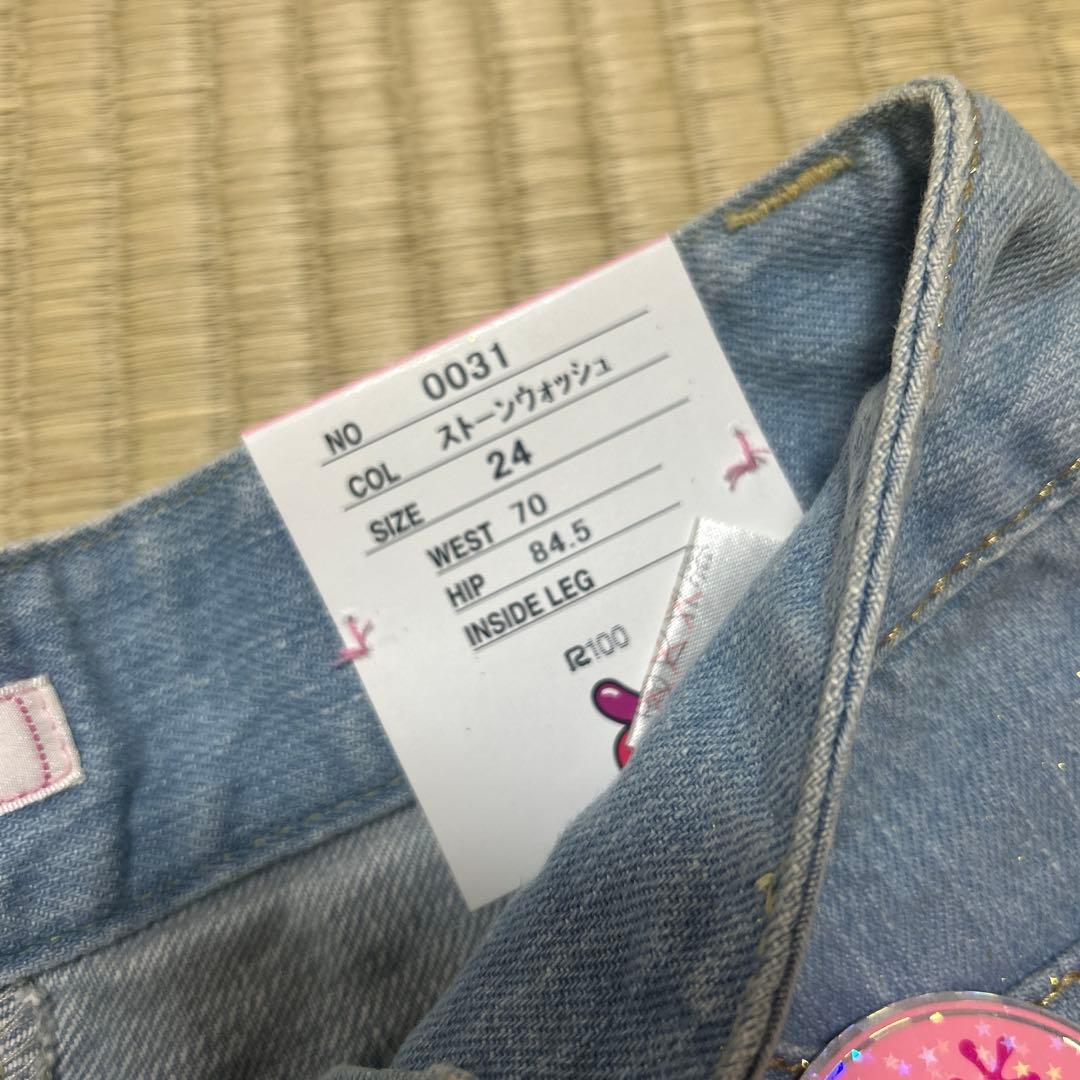 NO 0031
COL ストーンウォッシュ
SIZE 24
WEST 70
HIP 84.5
INSIDE LEG
R100